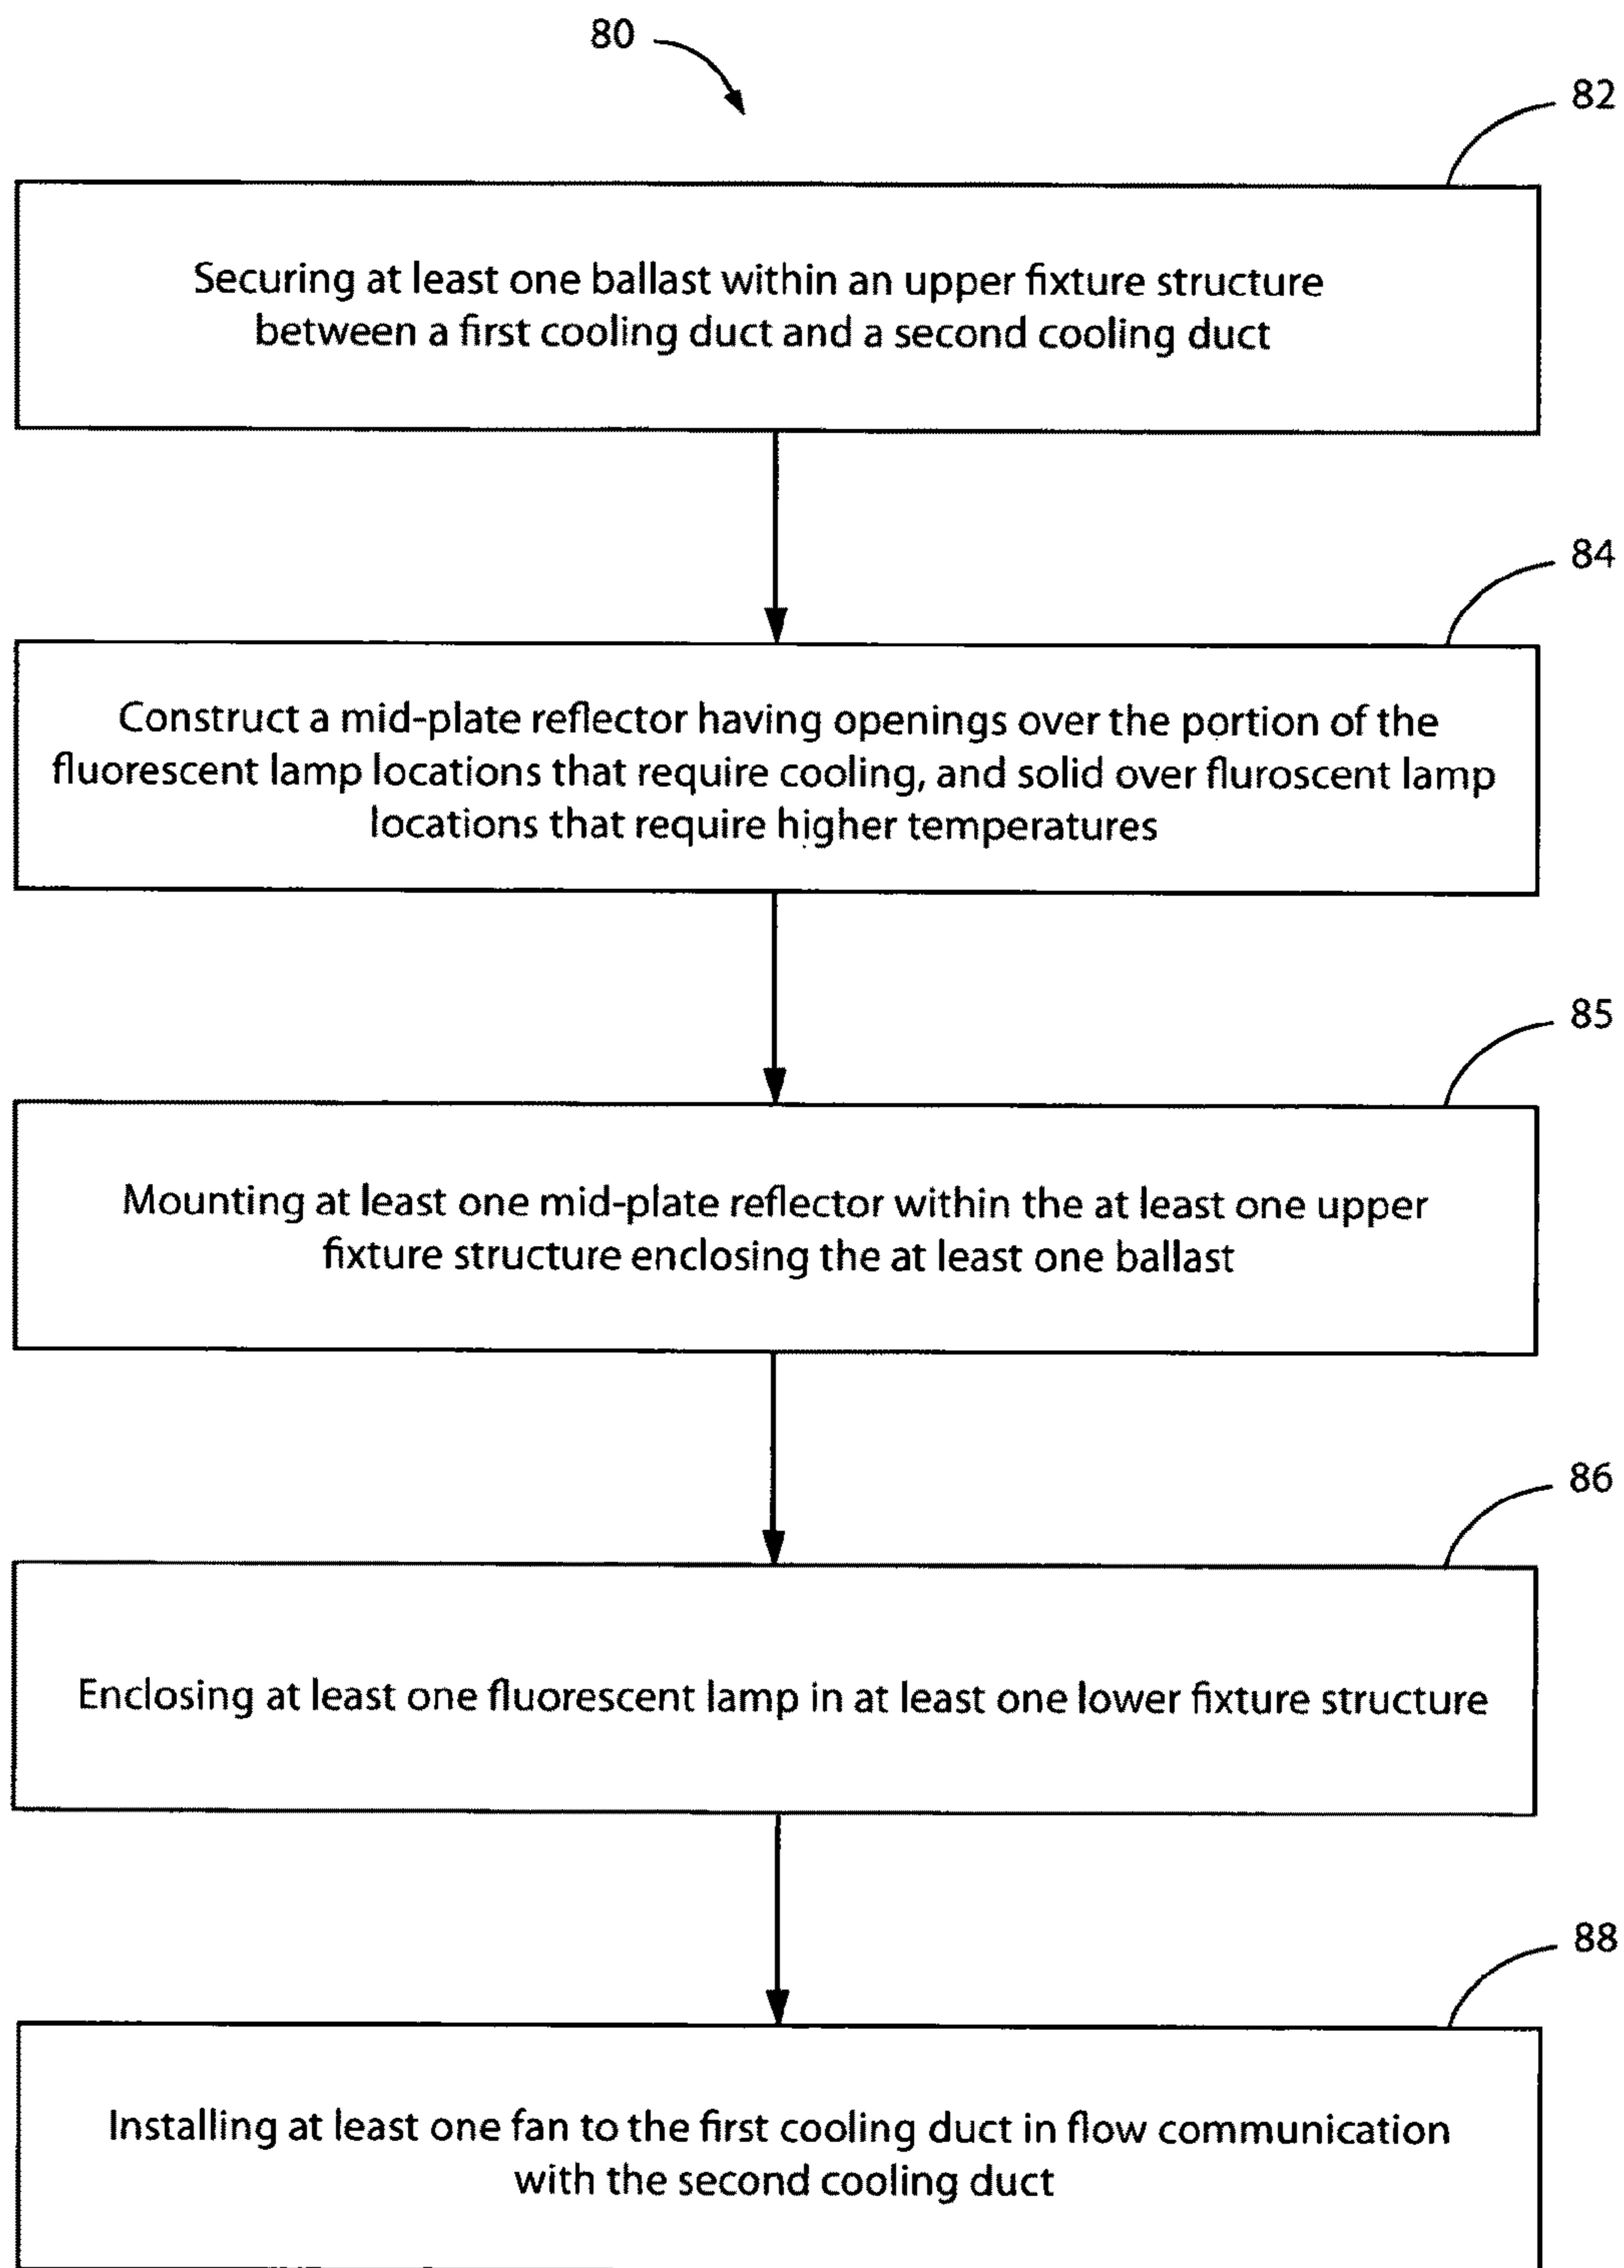 80
82
Securing at least one ballast within an upper fixture structure
between a first cooling duct and a second cooling duct
84
Construct a mid-plate reflector having openings over the portion of the
fluorescent lamp locations that require cooling, and solid over fluroscent lamp
locations that require higher temperatures
85
Mounting at least one mid-plate reflector within the at least one upper
fixture structure enclosing the at least one ballast
86
Enclosing at least one fluorescent lamp in at least one lower fixture structure
88
Installing at least one fan to the first cooling duct in flow communication
with the second cooling duct